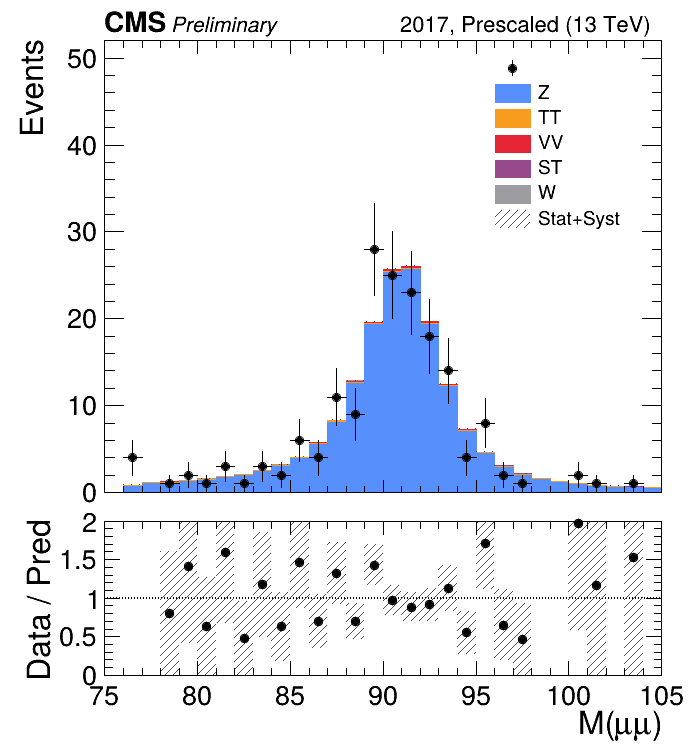 CMS Preliminary 2017, Prescaled (13 TeV)
Events
50
40
30
20
10
0
Z
TT
VV
ST
W
Stat+Syst
Data / Pred
2
1.5
1
0.5
0
75 80 85 90 95 100 105
M(μμ)